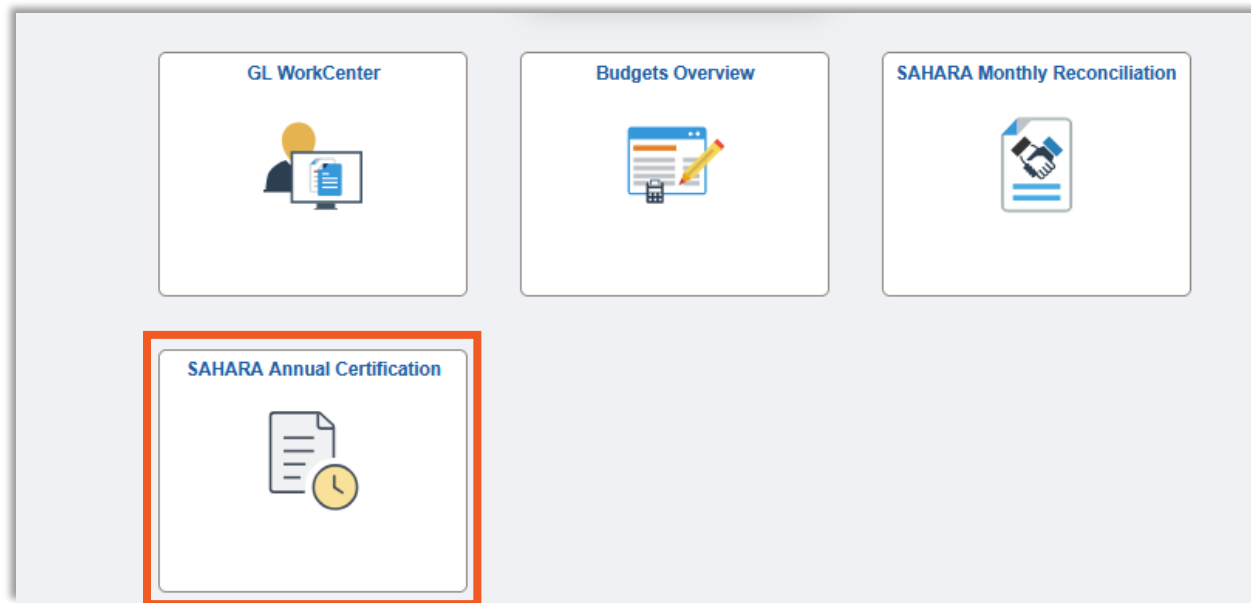 GL WorkCenter
Budgets Overview
SAHARA Monthly Reconciliation
SAHARA Annual Certification